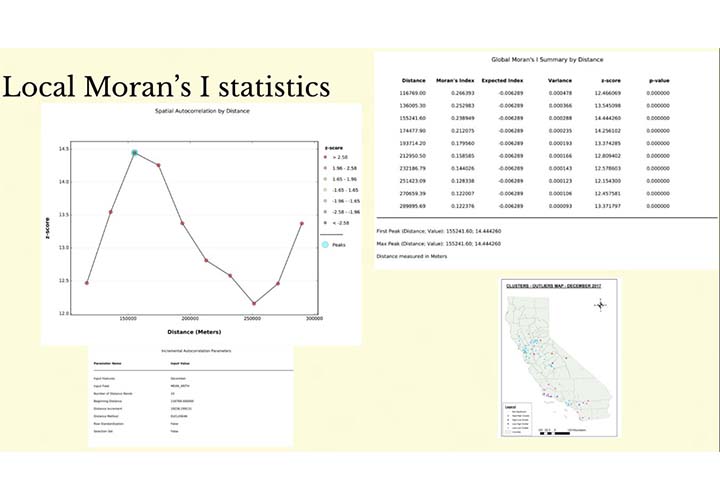 Local Moran's I statistics
Spatial Autocorrelation by Distance
14.5
14.0
13.5
13.0
12.5
12.0
z-score
150000 200000 250000 300000
Distance (Meters)
z-score
> 2.58
1.96 - 2.58
1.65 - 1.96
-1.65 - 1.65
-1.96 - -1.65
-2.58 - -1.96
< -2.58
Peaks
Incremental Autocorrelation Parameters
Parameter Name Input Value
Input Features December
Input Field
Number of Distance Bands 10
Beginning Distance
Distance Increment
Distance Method EUCLIDEAN
Row Standardization False
Selection Set False
Global Moran's I Summary by Distance
Distance Moran's Index Expected Index Variance z-score p-value
116769.00 0.266393 -0.006289 0.000478 12.466069 0.000000
136005.30 0.252983 -0.006289 0.000366 13.545098 0.000000
155241.60 0.238949 -0.006289 0.000288 14.444260 0.000000
174477.90 0.212075 -0.006289 0.000235 14.256102 0.000000
193714.20 0.179560 -0.006289 0.000193 13.374285 0.000000
212950.50 0.158585 -0.006289 0.000166 12.809402 0.000000
232186.79 0.144026 -0.006289 0.000143 12.578603 0.000000
251423.09 0.128338 -0.006289 0.000123 12.154300 0.000000
270659.39 0.122007 -0.006289 0.000106 12.457581 0.000000
289895.69 0.122376 -0.006289 0.000093 13.371797 0.000000
First Peak (Distance; Value): 155241.60; 14.444260
Max Peak (Distance; Value): 155241.60; 14.444260
Distance measured in Meters
CLUSTERS - OUTLIERS MAP - DECEMBER 2017
Legend